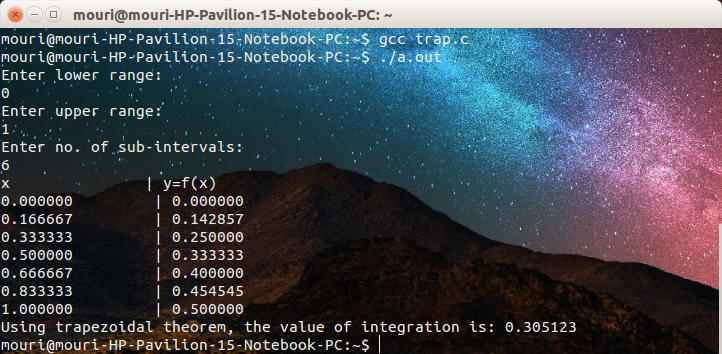 mouri@mouri-HP-Pavilion-15-Notebook-PC: ~
mouri@mouri-HP-Pavilion-15-Notebook-PC:~$ gcc trap.c
mouri@mouri-HP-Pavilion-15-Notebook-PC:~$ ./a.out
Enter lower range:
0
Enter upper range:
1
Enter no. of sub-intervals:
6
x | y=f(x)
0.000000 | 0.000000
0.166667 | 0.142857
0.333333 | 0.250000
0.500000 | 0.333333
0.666667 | 0.400000
0.833333 | 0.454545
1.000000 | 0.500000
Using trapezoidal theorem, the value of integration is: 0.305123
mouri@mouri-HP-Pavilion-15-Notebook-PC:~$